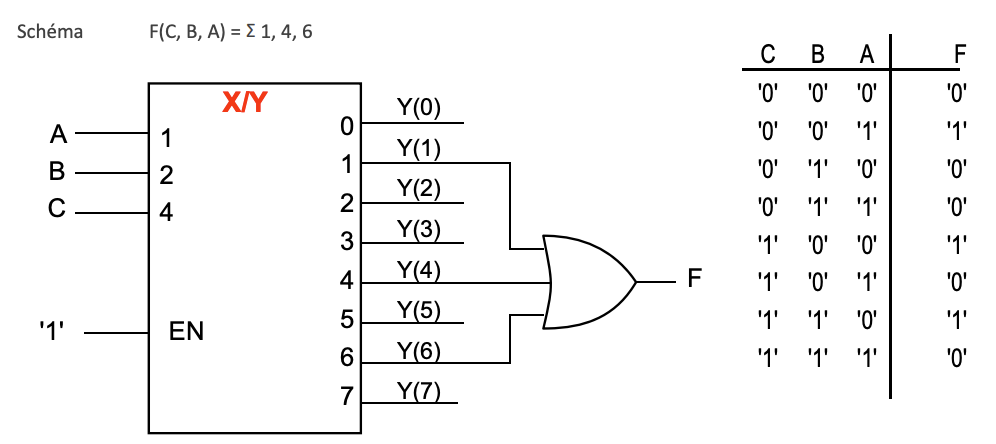 Schéma F(C, B, A) = Σ 1, 4, 6
X/Y
A 1
B 2
C 4
'1' EN
0 Y(0)
1 Y(1)
2 Y(2)
3 Y(3)
4 Y(4)
5 Y(5)
6 Y(6)
7 Y(7)
F
C B A F
'0' '0' '0' '0'
'0' '0' '1' '1'
'0' '1' '0' '0'
'0' '1' '1' '0'
'1' '0' '0' '1'
'1' '0' '1' '0'
'1' '1' '0' '1'
'1' '1' '1' '0'